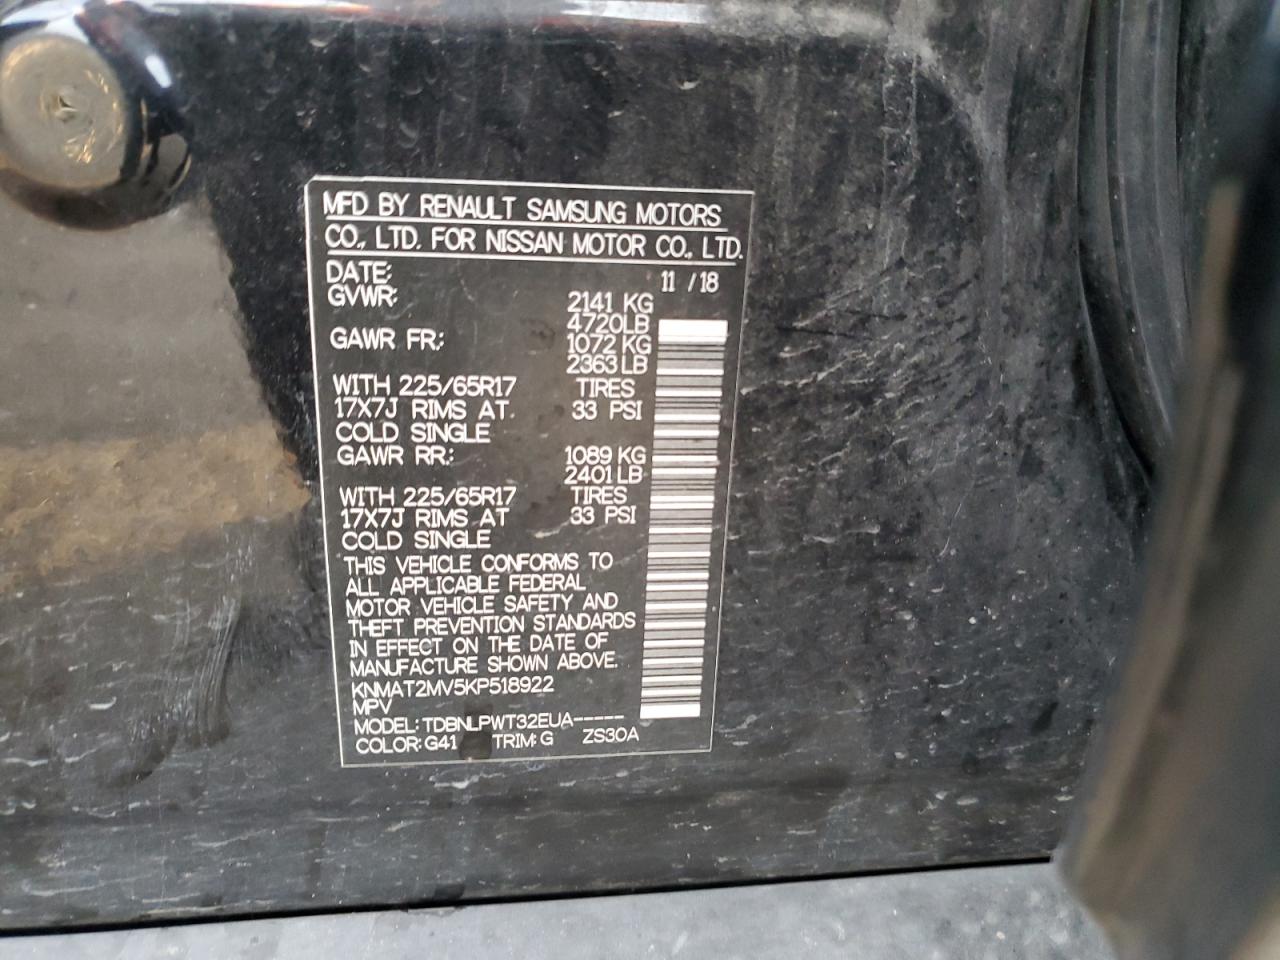 MFD BY RENAULT SAMSUNG MOTORS
CO., LTD. FOR NISSAN MOTOR CO., LTD.
DATE: 11 / 18
GVWR: 2141 KG
4720LB
GAWR FR: 1072 KG
2363LB
WITH 225/65R17 TIRES
17X7J RIMS AT 33 PSI
COLD SINGLE
GAWR RR: 1089 KG
2401LB
WITH 225/65R17 TIRES
17X7J RIMS AT 33 PSI
COLD SINGLE
THIS VEHICLE CONFORMS TO
ALL APPLICABLE FEDERAL
MOTOR VEHICLE SAFETY AND
THEFT PREVENTION STANDARDS
IN EFFECT ON THE DATE OF
MANUFACTURE SHOWN ABOVE.
KNMAT2MV5KP518922
MPV
MODEL: TDBNLPWT32EUA-----
COLOR: G41 TRIM: G ZS30A